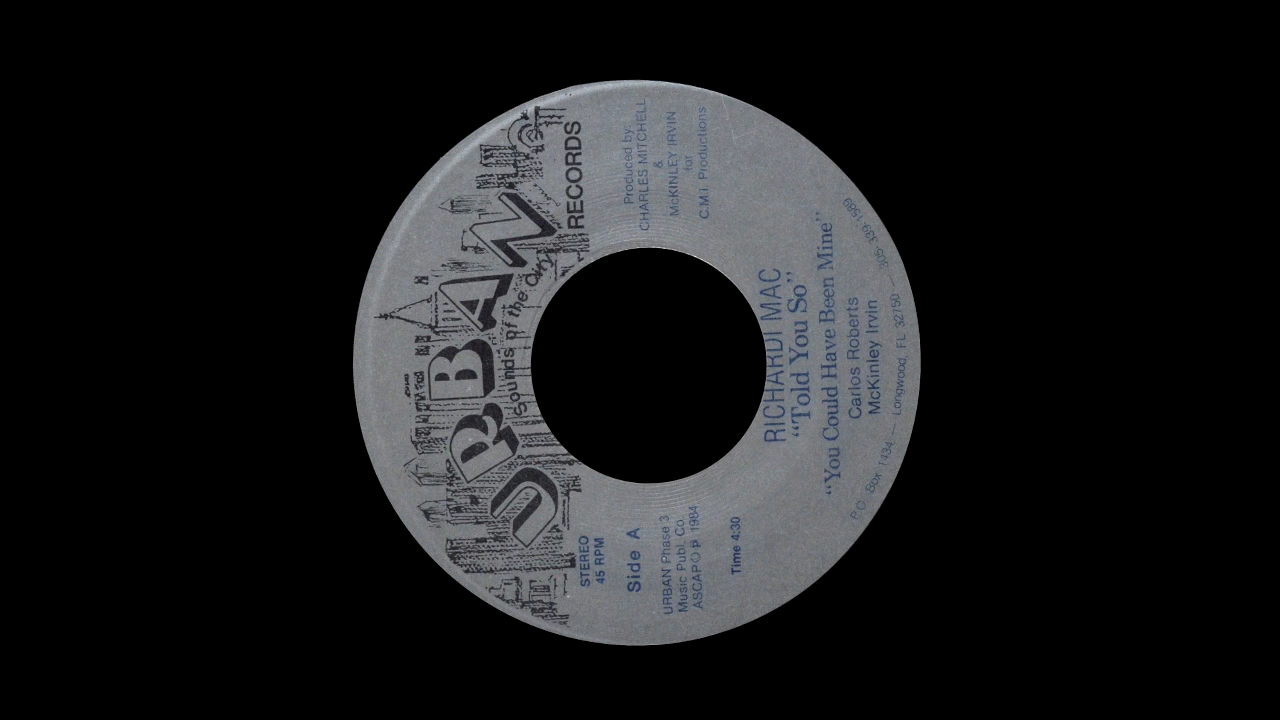 URBAN
Sounds of the City
RECORDS
STEREO
45 RPM
Side A
URBAN Phase 3
Music Publ. Co.
ASCAP © ℗ 1984
Time 4:30
Produced by
CHARLES MITCHELL
&
McKINLEY IRVIN
for
C.M.I. Productions
RICHARDI MAC
“Told You So”
“You Could Have Been Mine”
Carlos Roberts
McKinley Irvin
P.O. Box 1434 — Longwood, FL 32750 —